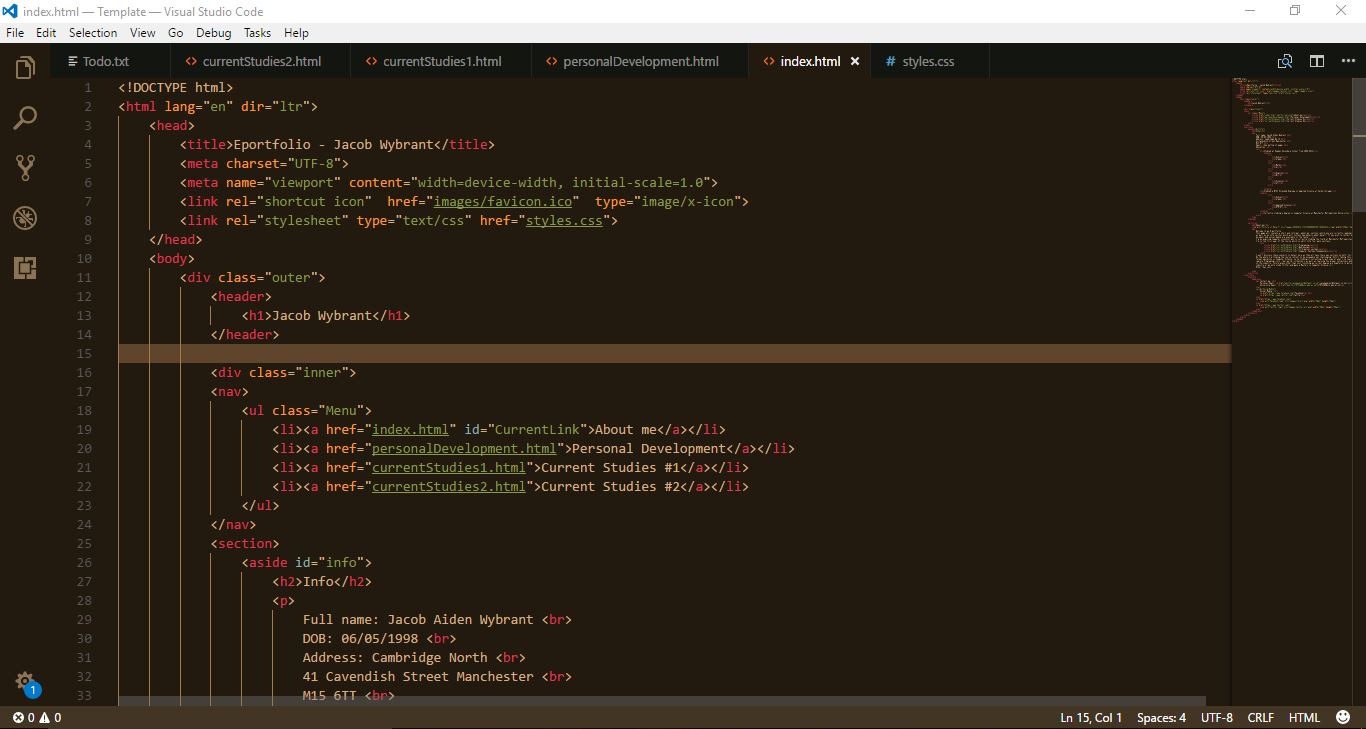 index.html — Template — Visual Studio Code
File Edit Selection View Go Debug Tasks Help
Todo.txt currentStudies2.html currentStudies1.html personalDevelopment.html index.html styles.css
1 <!DOCTYPE html>
2 <html lang="en" dir="ltr">
3 <head>
4 <title>Eportfolio - Jacob Wybrant</title>
5 <meta charset="UTF-8">
6 <meta name="viewport" content="width=device-width, initial-scale=1.0">
7 <link rel="shortcut icon"  href="images/favicon.ico"  type="image/x-icon">
8 <link rel="stylesheet" type="text/css" href="styles.css">
9 </head>
10 <body>
11 <div class="outer">
12 <header>
13 <h1>Jacob Wybrant</h1>
14 </header>
15
16 <div class="inner">
17 <nav>
18 <ul class="Menu">
19 <li><a href="index.html" id="CurrentLink">About me</a></li>
20 <li><a href="personalDevelopment.html">Personal Development</a></li>
21 <li><a href="currentStudies1.html">Current Studies #1</a></li>
22 <li><a href="currentStudies2.html">Current Studies #2</a></li>
23 </ul>
24 </nav>
25 <section>
26 <aside id="info">
27 <h2>Info</h2>
28 <p>
29 Full name: Jacob Aiden Wybrant <br>
30 DOB: 06/05/1998 <br>
31 Address: Cambridge North <br>
32 41 Cavendish Street Manchester <br>
33 M15 6TT <br>
1
0 0 Ln 15, Col 1 Spaces: 4 UTF-8 CRLF HTML